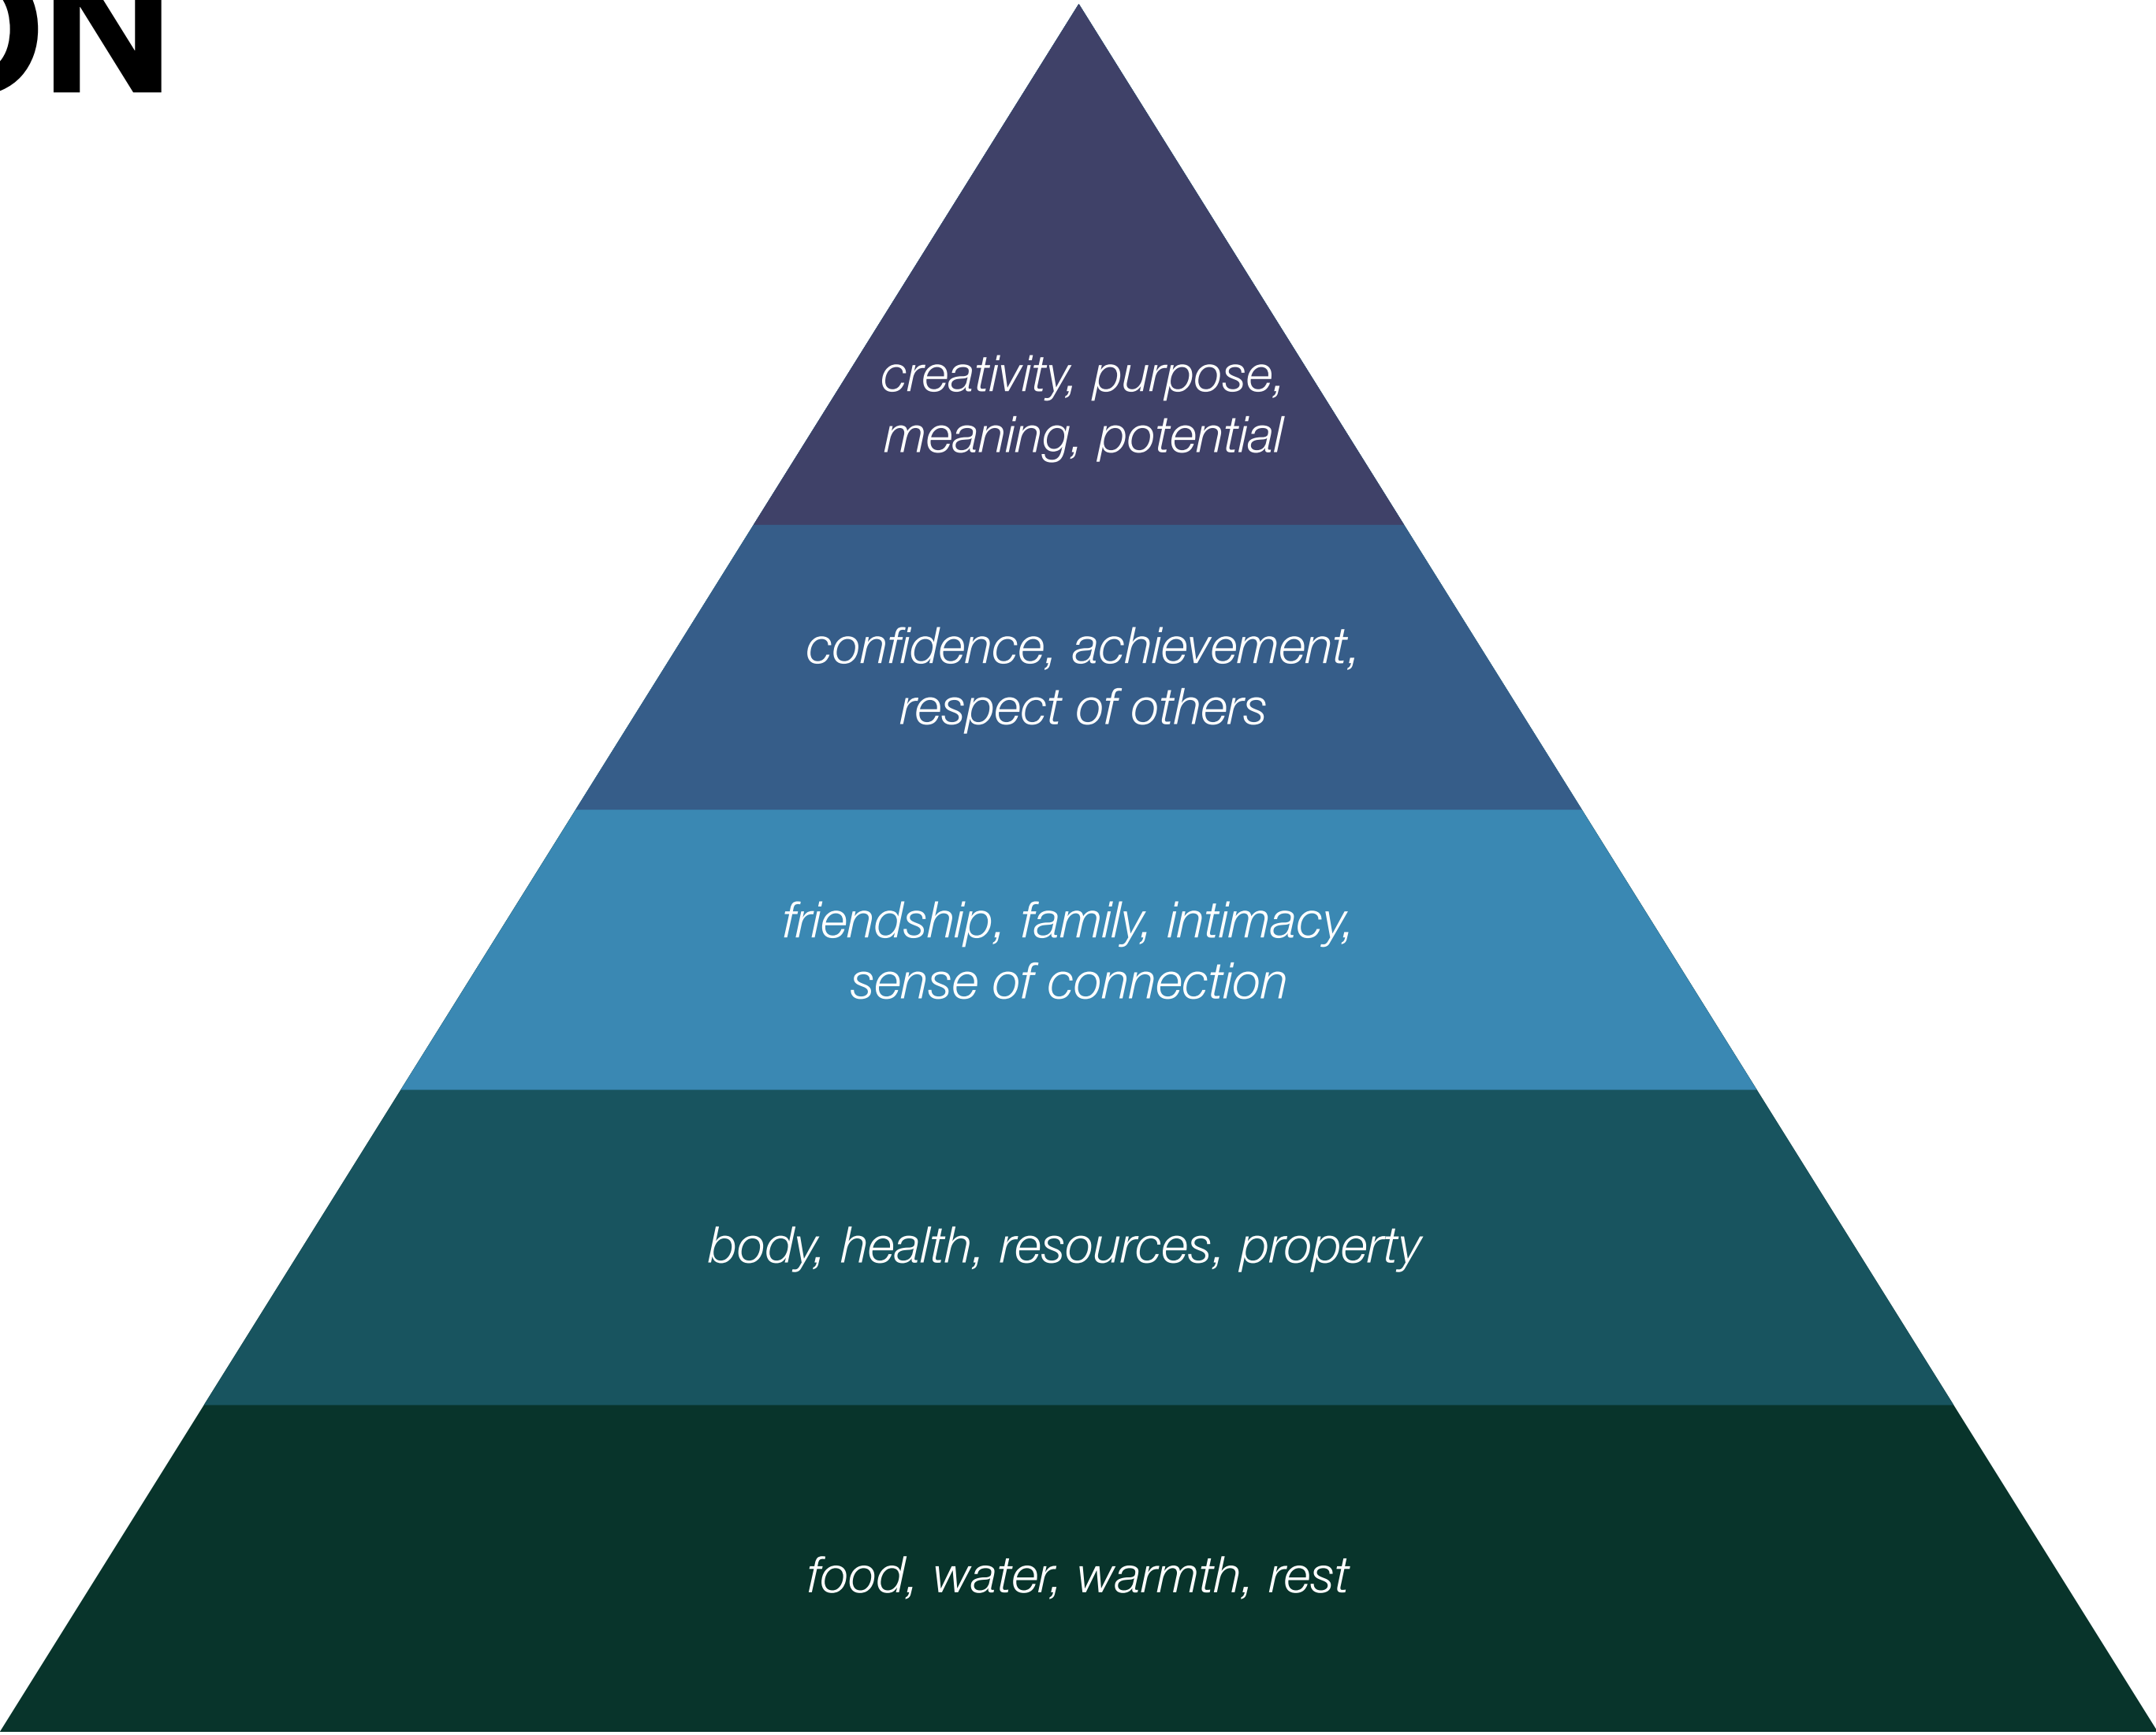 ON
creativity, purpose,
meaning, potential
confidence, achievement,
respect of others
friendship, family, intimacy,
sense of connection
body, health, resources, property
food, water, warmth, rest